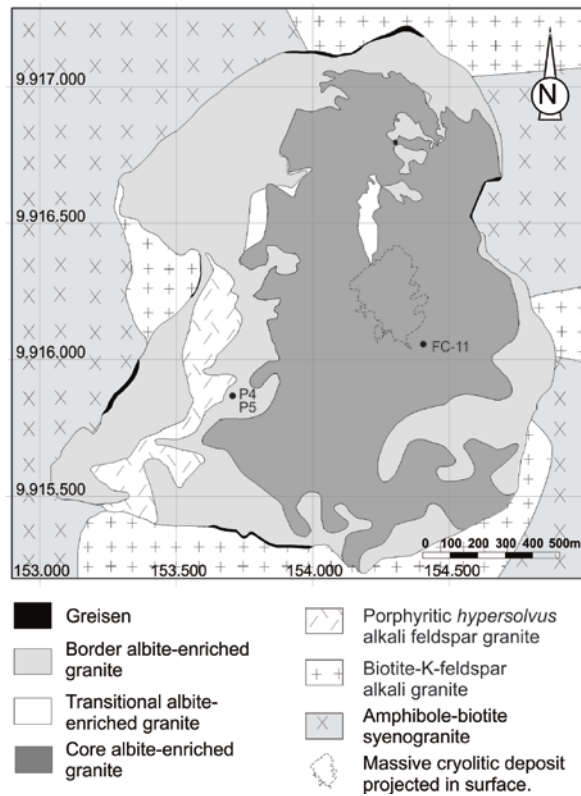 9.917.000
N
9.916.500
9.916.000
FC-11
P4
P5
9.915.500
0 100 200 300 400 500m
153.000
153.500
154.000
154.500
Greisen
Border albite-enriched
granite
Transitional albite-
enriched granite
Core albite-enriched
granite
Porphyritic hypersolvus
alkali feldspar granite
Biotite-K-feldspar
alkali granite
Amphibole-biotite
syenogranite
Massive cryolitic deposit
projected in surface.